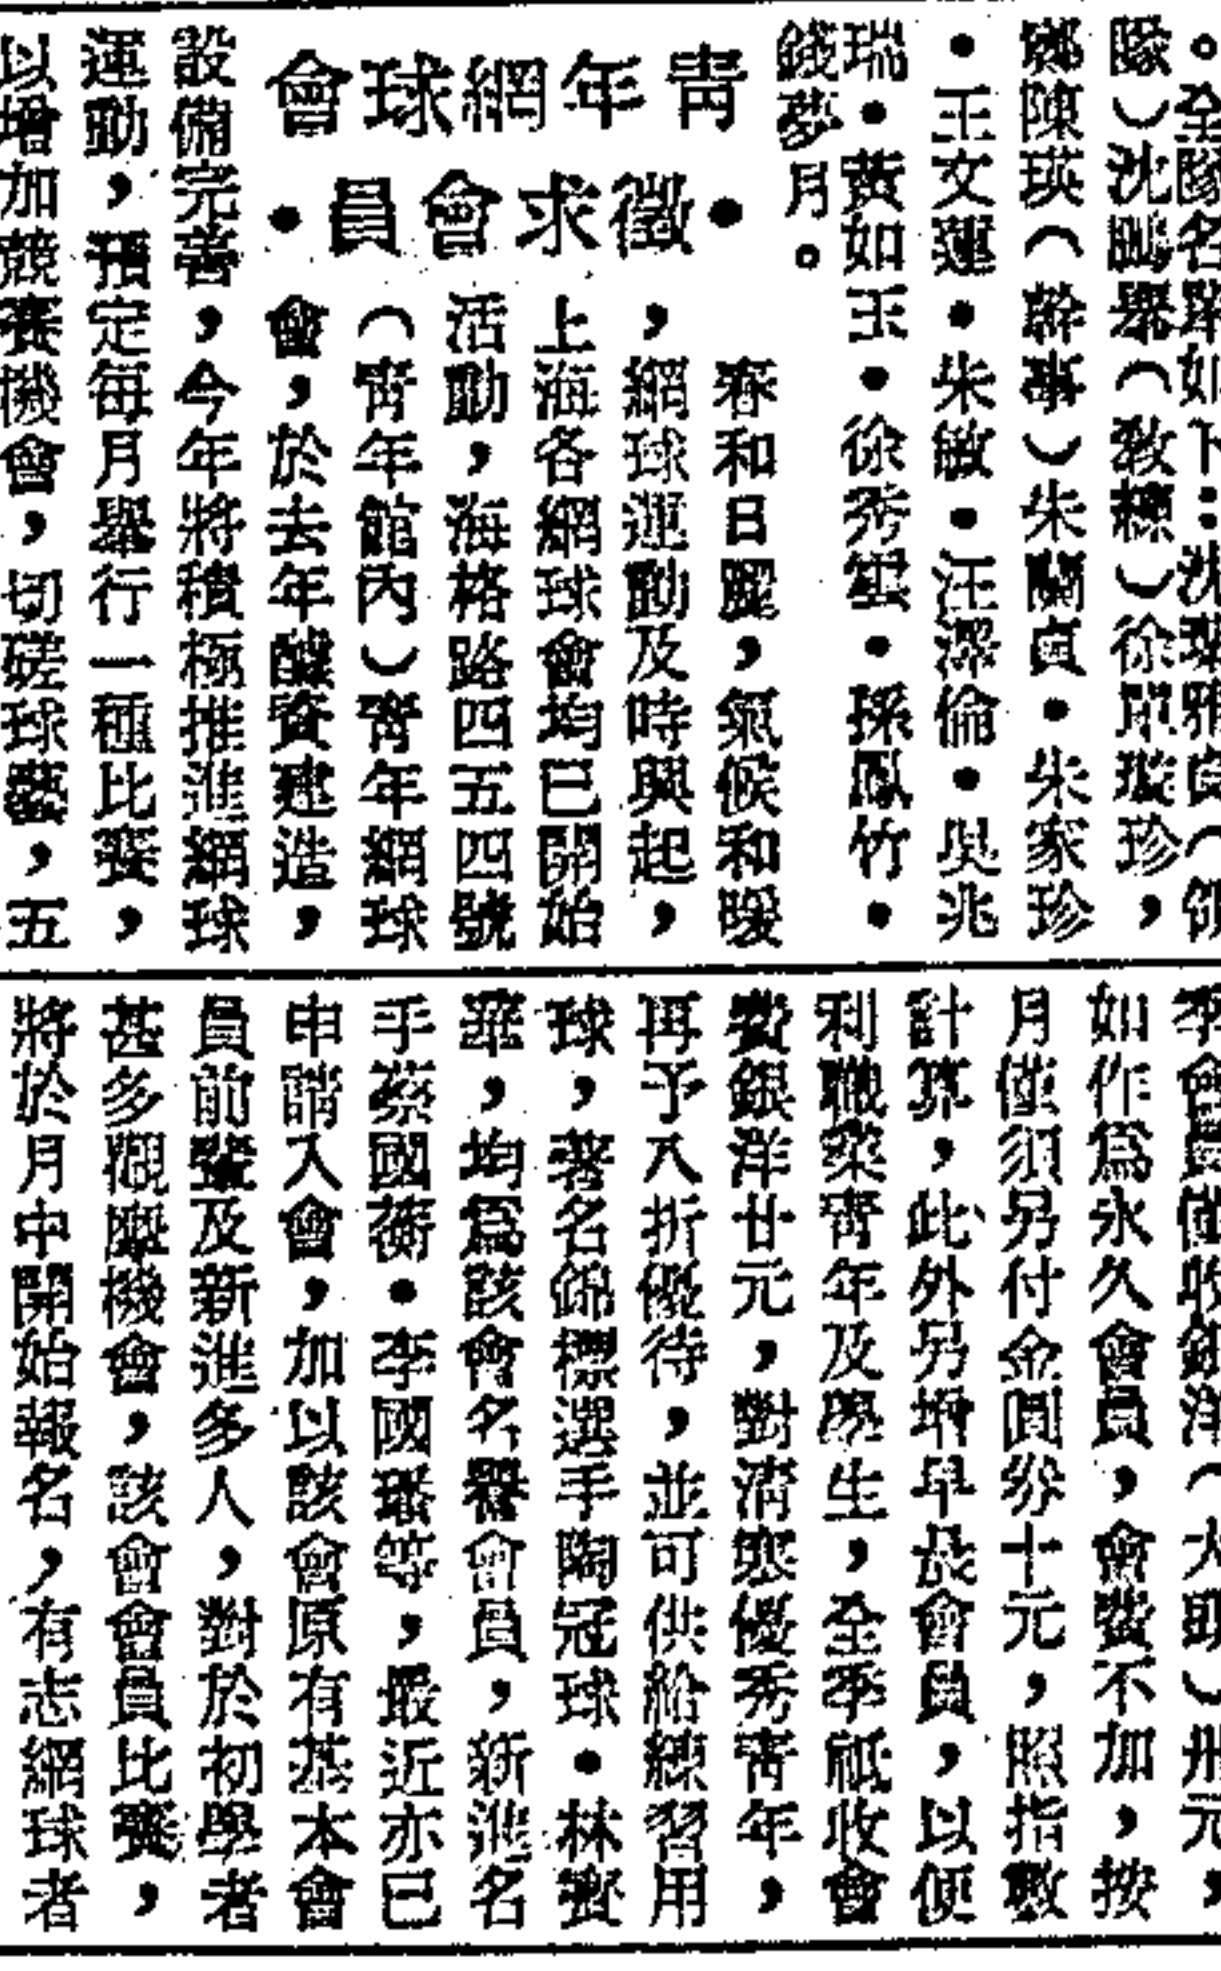 。全隊名單如下：沈瑞雅貞（領
隊）沈鵬舉（教練）徐單璇珍，
鄉陳瑛（幹事）朱蘭貞・朱家珍
・王文蓮・朱敏・汪潔倫・吳兆
瑞・黃如玉・徐秀雲・孫鳳竹・
錢夢月。
青年網球會
・徵求會員・
春和日麗，氣候和暖
，網球運動及時興起，
上海各網球會均已開始
活動，海格路四五四號
（青年館內）青年網球
會，於去年醵資建造，
設備完善，今年將積極推進網球
運動，預定每月舉行一種比賽，
以增加競賽機會，切磋球藝，五
季會員僅收銀洋（大頭）卅元，
如作爲永久會員，會費不加，按
月僅須另付金圓券十元，照指數
計算，此外另增早晨會員，以便
利職業青年及學生，全季祗收會
費銀洋廿元，對清寒優秀青年，
再予八折優待，並可供給練習用
球，著名錦標選手陶冠球・林寶
華，均爲該會名譽會員，新進名
手蔡國衡・李國璠等，最近亦已
申請入會，加以該會原有基本會
員前輩及新進多人，對於初學者
甚多觀摩機會，該會會員比賽，
將於月中開始報名，有志網球者